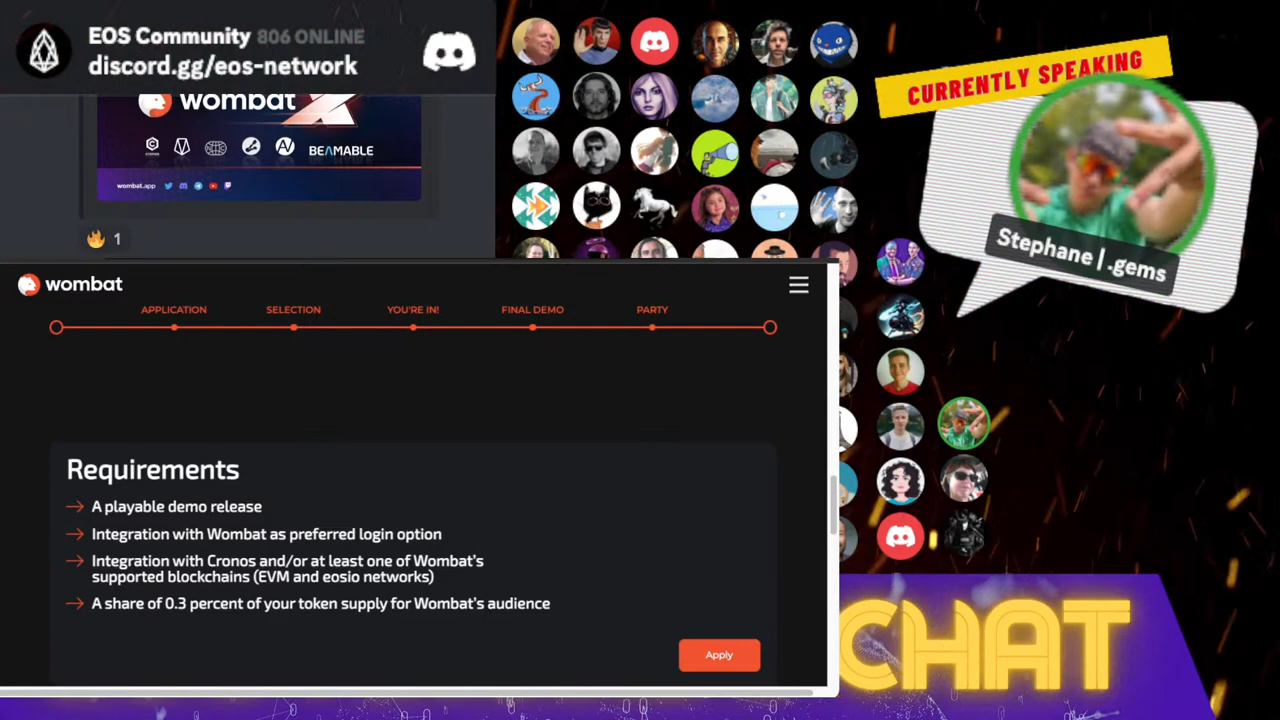 EOS Community 806 ONLINE
discord.gg/eos-network
wombat X
BEAMABLE
wombat.app
🔥 1
CURRENTLY SPEAKING
Stephane | .gems
wombat
APPLICATION
SELECTION
YOU'RE IN!
FINAL DEMO
PARTY
Requirements
A playable demo release
Integration with Wombat as preferred login option
Integration with Cronos and/or at least one of Wombat's
supported blockchains (EVM and eosio networks)
A share of 0.3 percent of your token supply for Wombat's audience
Apply
CHAT